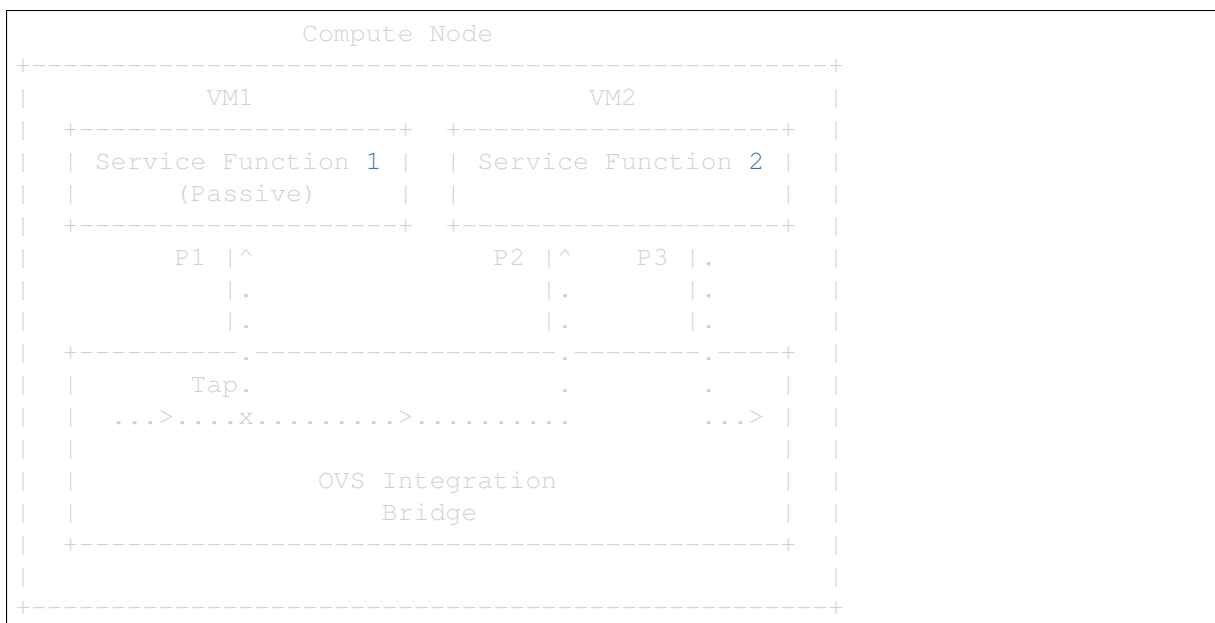 Compute Node
+--------------------------------------------------+
|           VM1                     VM2            |
|  +--------------------+  +--------------------+  |
|  | Service Function 1 |  | Service Function 2 |  |
|  |      (Passive)     |  |                    |  |
|  +--------------------+  +--------------------+  |
|         P1 |^               P2 |^    P3 |.       |
|            |.                  |.       |.       |
|            |.                  |.       |.       |
|  +----------.-------------------.--------.----+  |
|  |       Tap.                   .        .    |  |
|  |  ...>....x.........>..........        ...> |  |
|  |                                            |  |
|  |               OVS Integration              |  |
|  |                   Bridge                   |  |
|  +--------------------------------------------+  |
|                                                  |
+--------------------------------------------------+